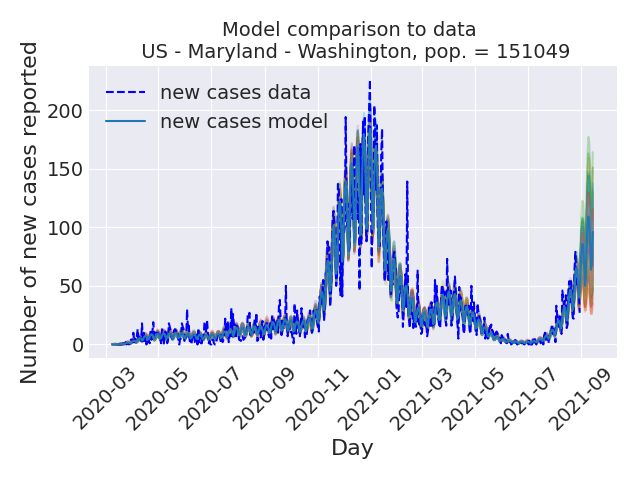 Model comparison to data
US - Maryland - Washington, pop. = 151049
Number of new cases reported
200
150
100
50
0
new cases data
new cases model
2020-03
2020-05
2020-07
2020-09
2020-11
2021-01
2021-03
2021-05
2021-07
2021-09
Day